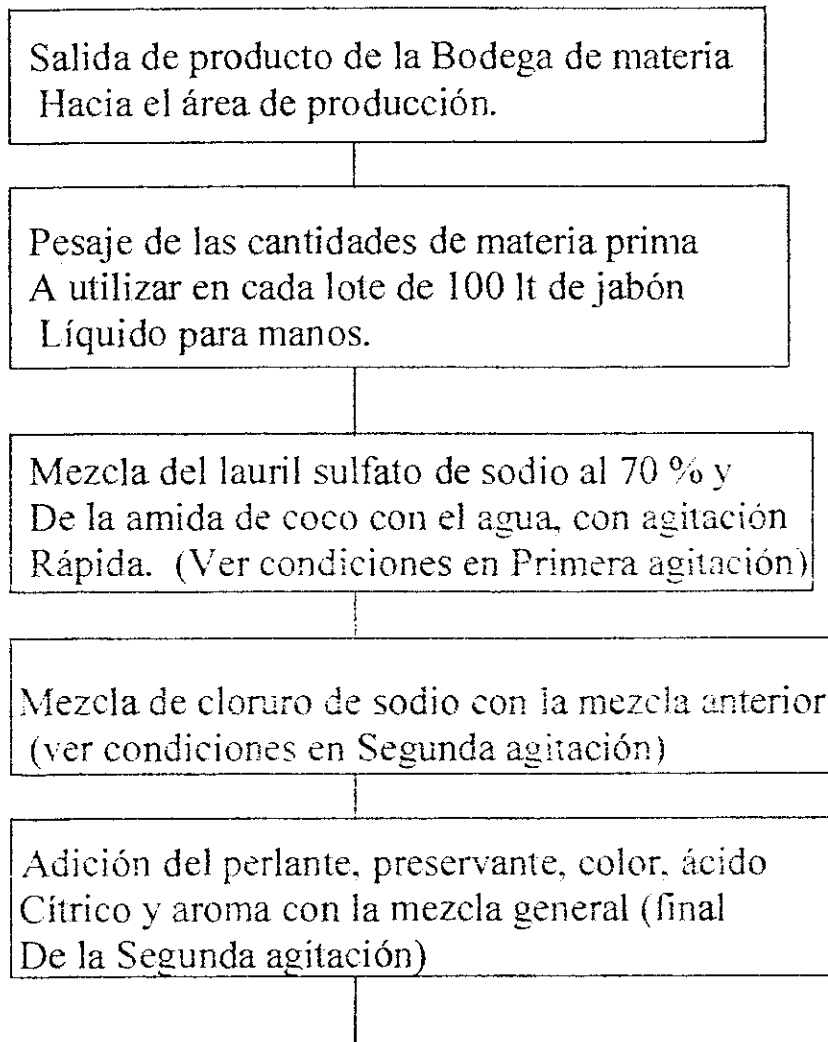 Salida de producto de la Bodega de materia
Hacia el área de producción.
Pesaje de las cantidades de materia prima
A utilizar en cada lote de 100 lt de jabón
Líquido para manos.
Mezcla del lauril sulfato de sodio al 70 % y
De la amida de coco con el agua, con agitación
Rápida. (Ver condiciones en Primera agitación)
Mezcla de cloruro de sodio con la mezcla anterior
(ver condiciones en Segunda agitación)
Adición del perlante, preservante, color, ácido
Cítrico y aroma con la mezcla general (final
De la Segunda agitación)